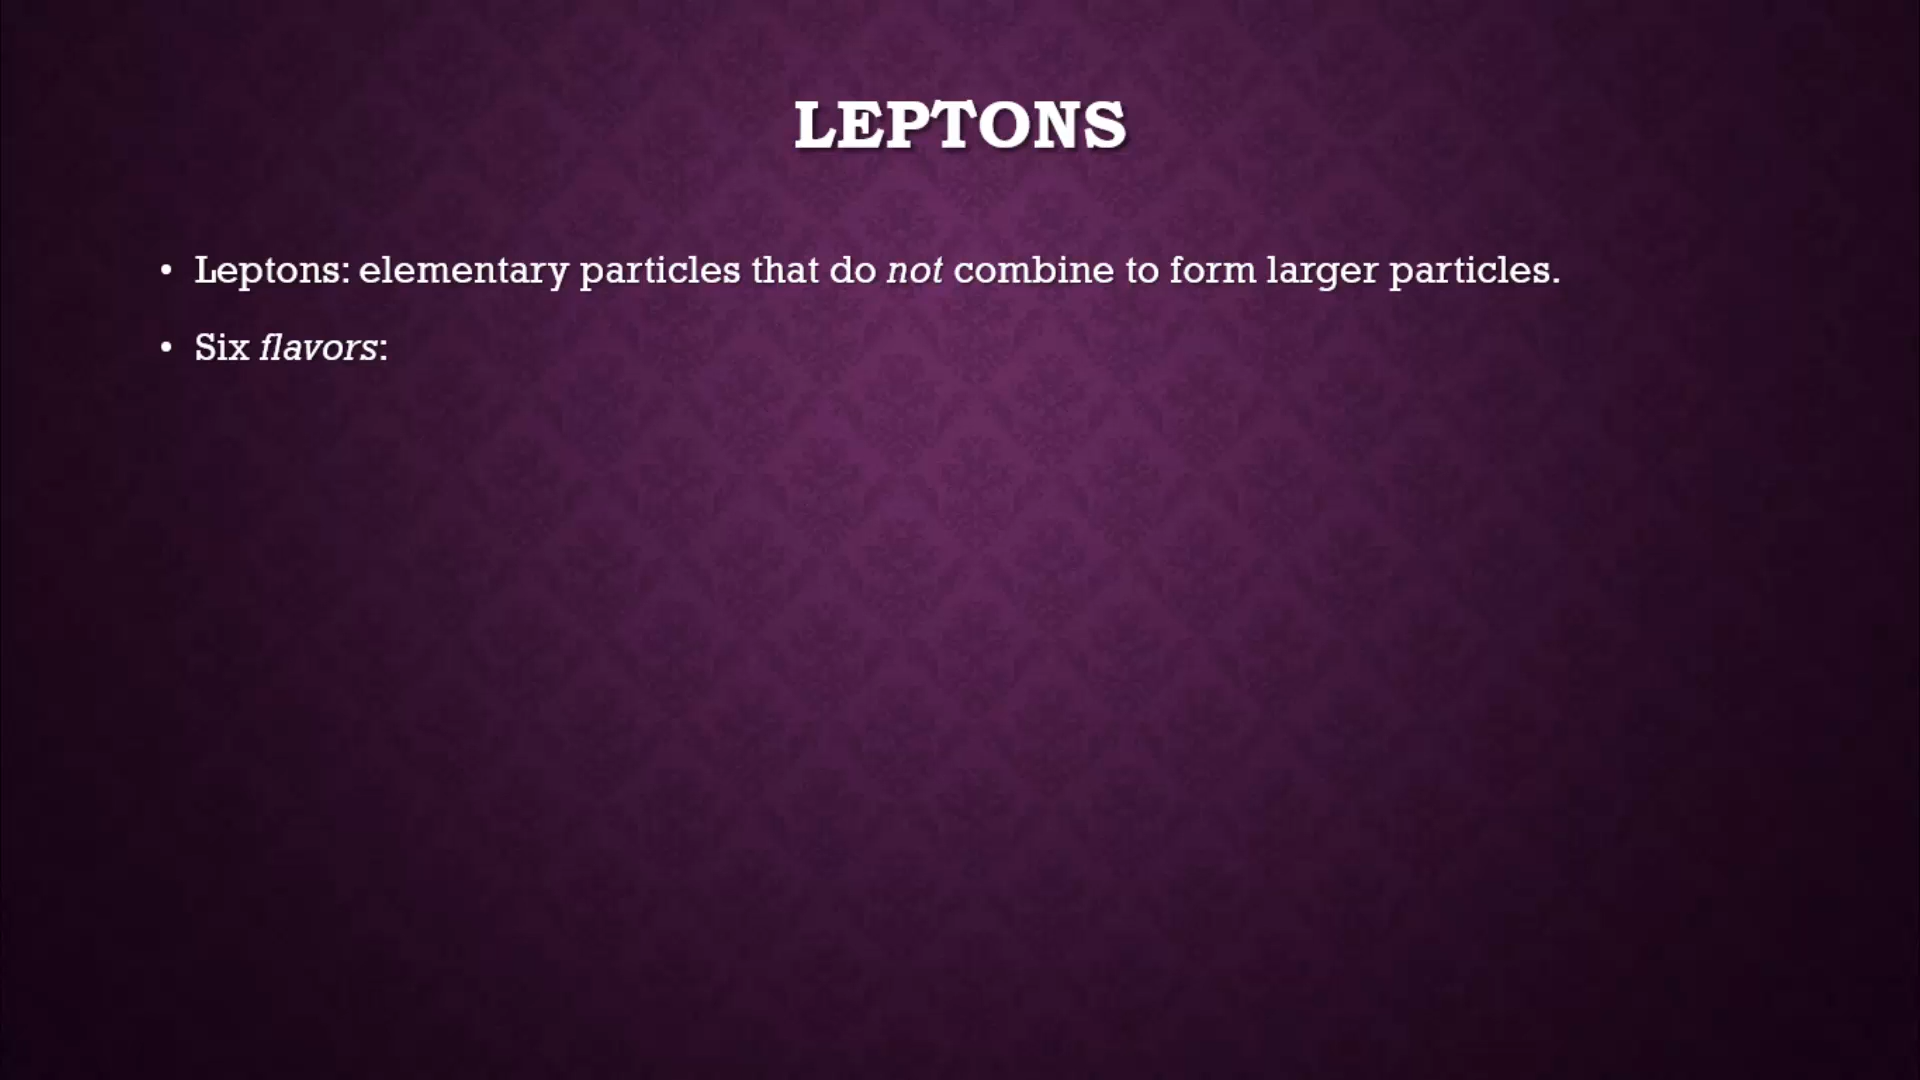 LEPTONS
• Leptons: elementary particles that do not combine to form larger particles.
• Six flavors: